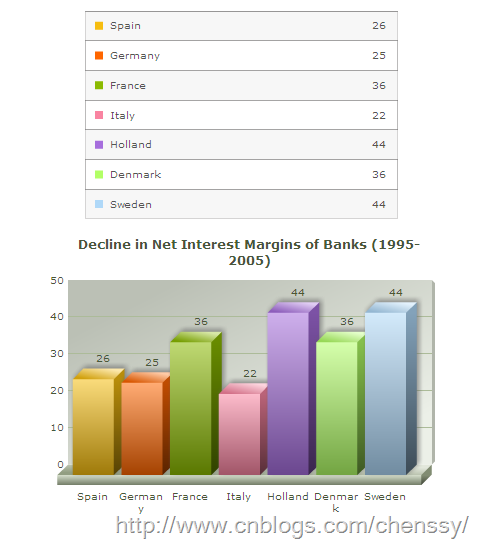 Spain 26
Germany 25
France 36
Italy 22
Holland 44
Denmark 36
Sweden 44
Decline in Net Interest Margins of Banks (1995-
2005)
50
40
30
20
10
0
26
25
36
22
44
36
44
Spain
German
y
France
Italy
Holland
Denmar
k
Sweden
http://www.cnblogs.com/chenssy/